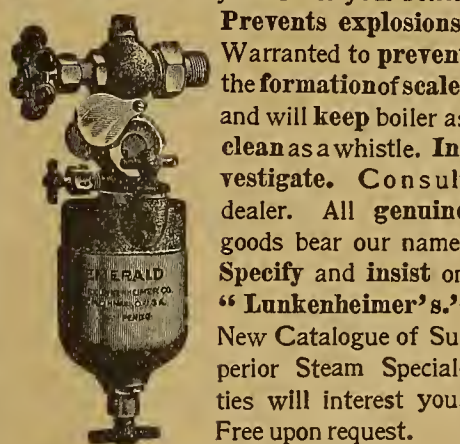 Prevents explosions
Warranted to prevent
the formation of scale
and will keep boiler as
clean as a whistle. In-
vestigate. Consult
dealer. All genuine
goods bear our name
Specify and insist on
“ Lunkenheimer's.”
New Catalogue of Su-
perior Steam Special-
ties will interest you.
Free upon request.
EMERALD